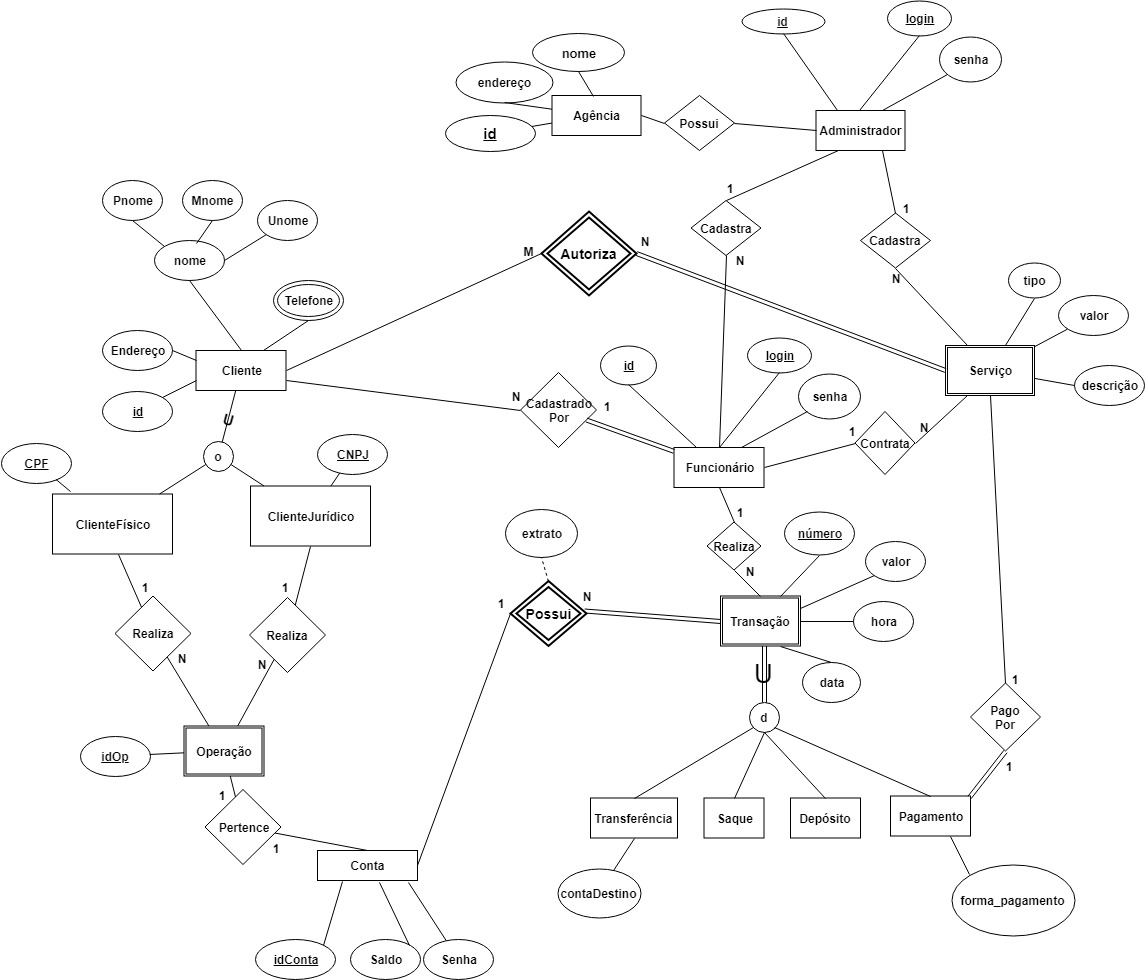 id
login
senha
nome
endereço
id
Agência
Possui
Administrador
Pnome
Mnome
Unome
nome
Telefone
Endereço
id
Cliente
U
o
M
Autoriza
N
1
Cadastra
N
1
Cadastra
N
tipo
valor
descrição
Serviço
id
login
senha
N
Cadastrado
Por
1
Funcionário
1
Contrata
N
CPF
CNPJ
ClienteFísico
ClienteJurídico
1
Realiza
N
1
Realiza
N
extrato
1
Possui
N
1
Realiza
N
número
valor
hora
data
Transação
U
d
1
Pago
Por
1
idOp
Operação
1
Pertence
1
Conta
idConta
Saldo
Senha
Transferência
Saque
Depósito
Pagamento
contaDestino
forma_pagamento